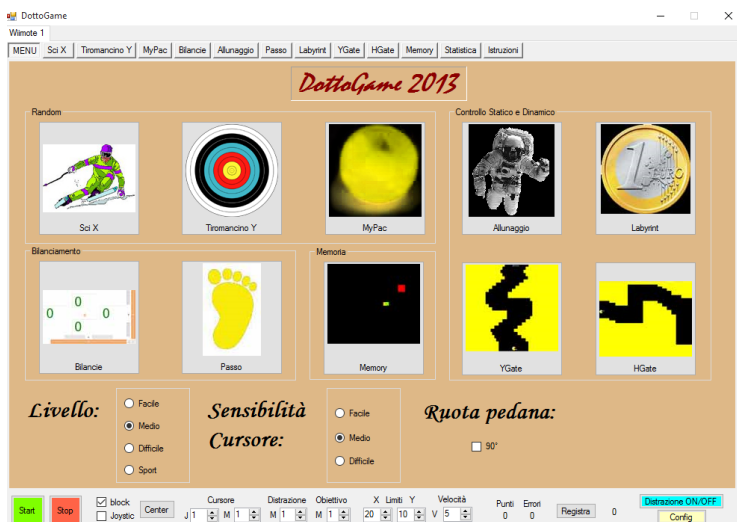 DottoGame
Wiimote 1
MENU Sci X Tiromancino Y MyPac Bilancie Allunaggio Passo Labyrint YGate HGate Memory Statistica Istruzioni
DottoGame 2013
Random
Controllo Statico e Dinamico
1 EURO
Sci X Tiromancino Y MyPac Allunaggio Labyrint
Bilanciamento
Memoria
0
0 0
0
Bilancie Passo Memory YGate HGate
Livello:
Facile
Medio
Difficile
Sport
Sensibilità
Cursore:
Facile
Medio
Difficile
Ruota pedana:
90°
Start Stop
block
Joystic
Center
Cursore
J 1 M 1
Distrazione
M 1
Obiettivo
M 1
X Limiti Y
20 10
Velocità
V 5
Punti Errori
0 0
Registra 0
Distrazione ON/OFF
Config